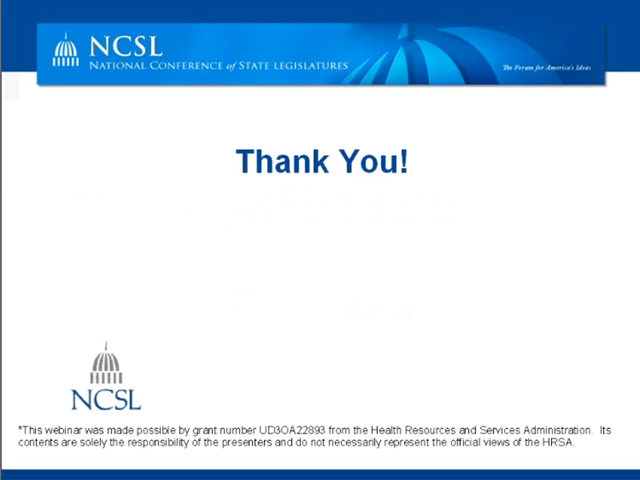 NCSL
NATIONAL CONFERENCE of STATE LEGISLATURES
The Forum for America's Ideas
Thank You!
NCSL
*This webinar was made possible by grant number UD3OA22893 from the Health Resources and Services Administration. Its
contents are solely the responsibility of the presenters and do not necessarily represent the official views of the HRSA.